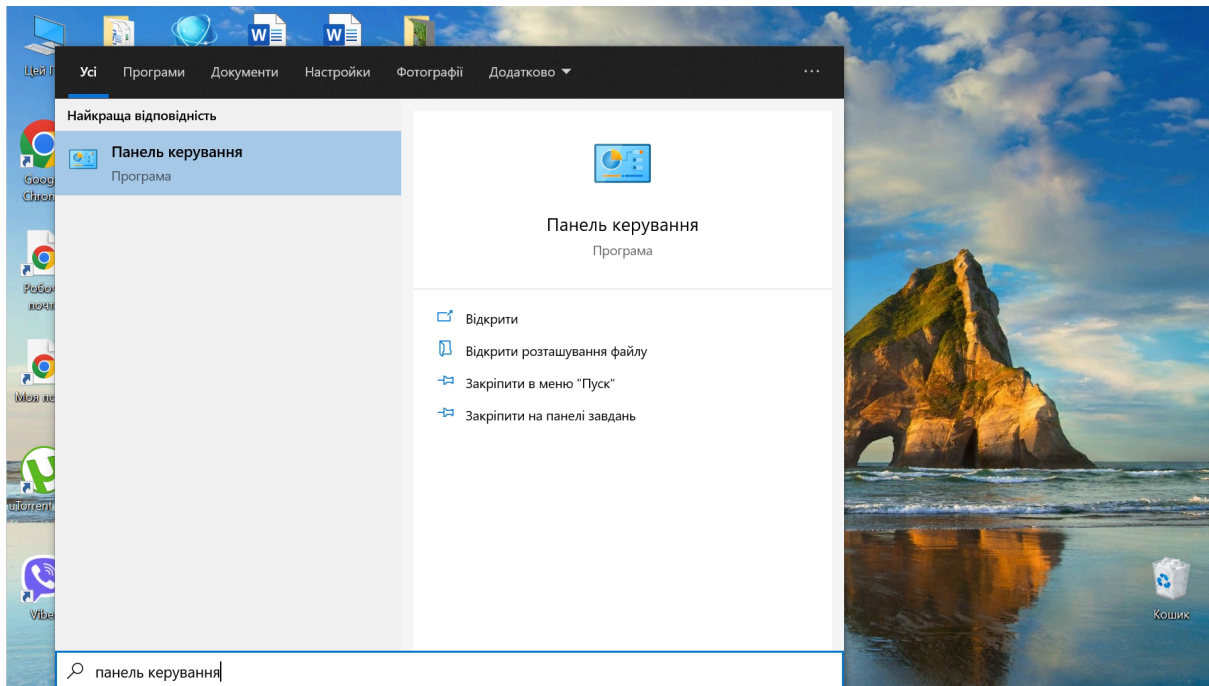 Усі Програми Документи Настройки Фотографії Додатково
Найкраща відповідність
Панель керування
Програма
Панель керування
Програма
Відкрити
Відкрити розташування файлу
Закріпити в меню "Пуск"
Закріпити на панелі завдань
панель керування
Цей
uTorrent
Кошик